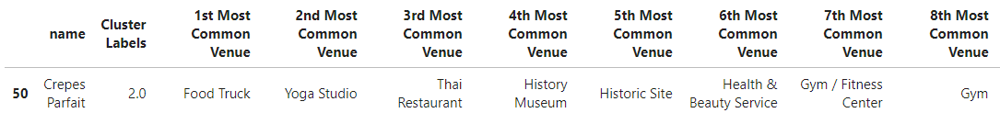 name Cluster Labels 1st Most Common Venue 2nd Most Common Venue 3rd Most Common Venue 4th Most Common Venue 5th Most Common Venue 6th Most Common Venue 7th Most Common Venue 8th Most Common Venue
50 Crepes Parfait 2.0 Food Truck Yoga Studio Thai Restaurant History Museum Historic Site Health & Beauty Service Gym / Fitness Center Gym